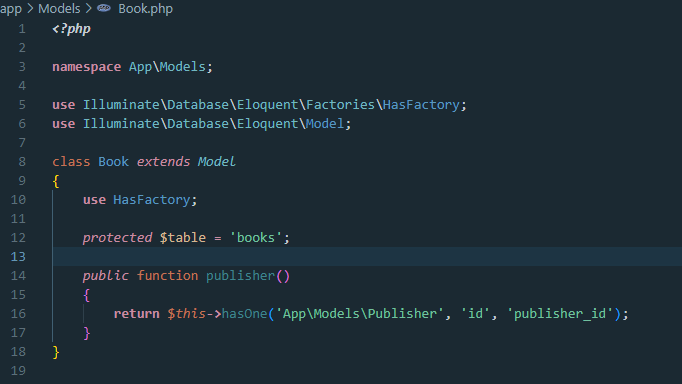 app > Models > Book.php
1 <?php
2
3 namespace App\Models;
4
5 use Illuminate\Database\Eloquent\Factories\HasFactory;
6 use Illuminate\Database\Eloquent\Model;
7
8 class Book extends Model
9 {
10     use HasFactory;
11
12     protected $table = 'books';
13
14     public function publisher()
15     {
16         return $this->hasOne('App\Models\Publisher', 'id', 'publisher_id');
17     }
18 }
19